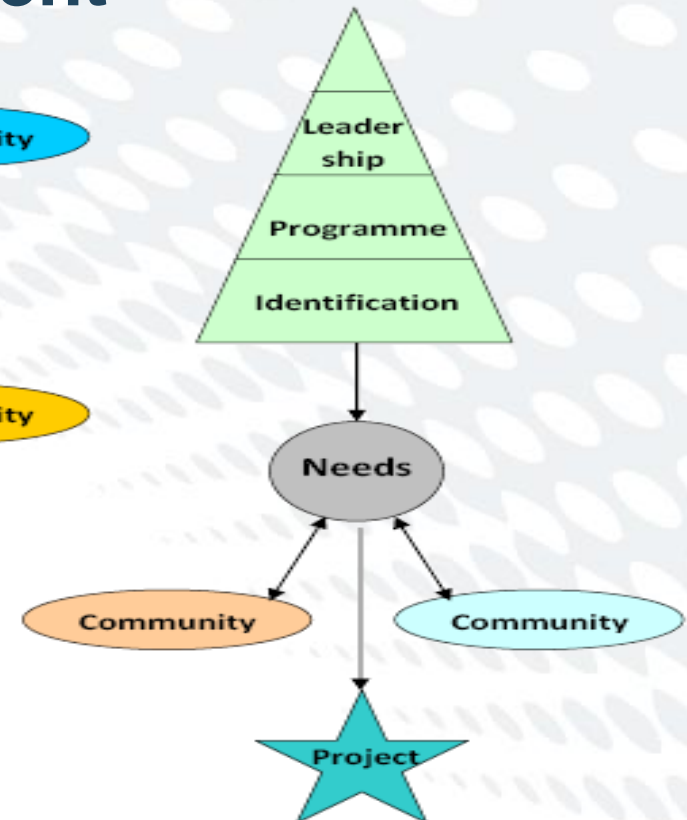 Leader
ship
Programme
Identification
Needs
Community
Community
Project